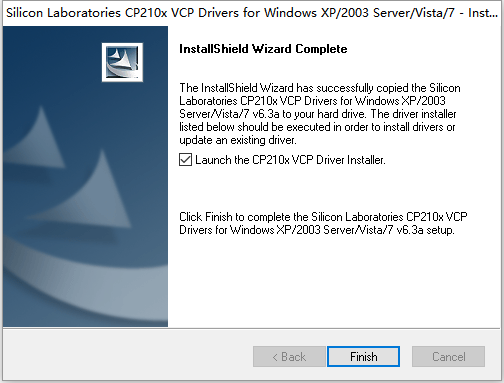 Silicon Laboratories CP210x VCP Drivers for Windows XP/2003 Server/Vista/7 - Inst...
InstallShield Wizard Complete
The InstallShield Wizard has successfully copied the Silicon
Laboratories CP210x VCP Drivers for Windows XP/2003
Server/Vista/7 v6.3a to your hard drive. The driver installer
listed below should be executed in order to install drivers or
update an existing driver.
Launch the CP210x VCP Driver Installer.
Click Finish to complete the Silicon Laboratories CP210x VCP
Drivers for Windows XP/2003 Server/Vista/7 v6.3a setup.
< Back Finish Cancel